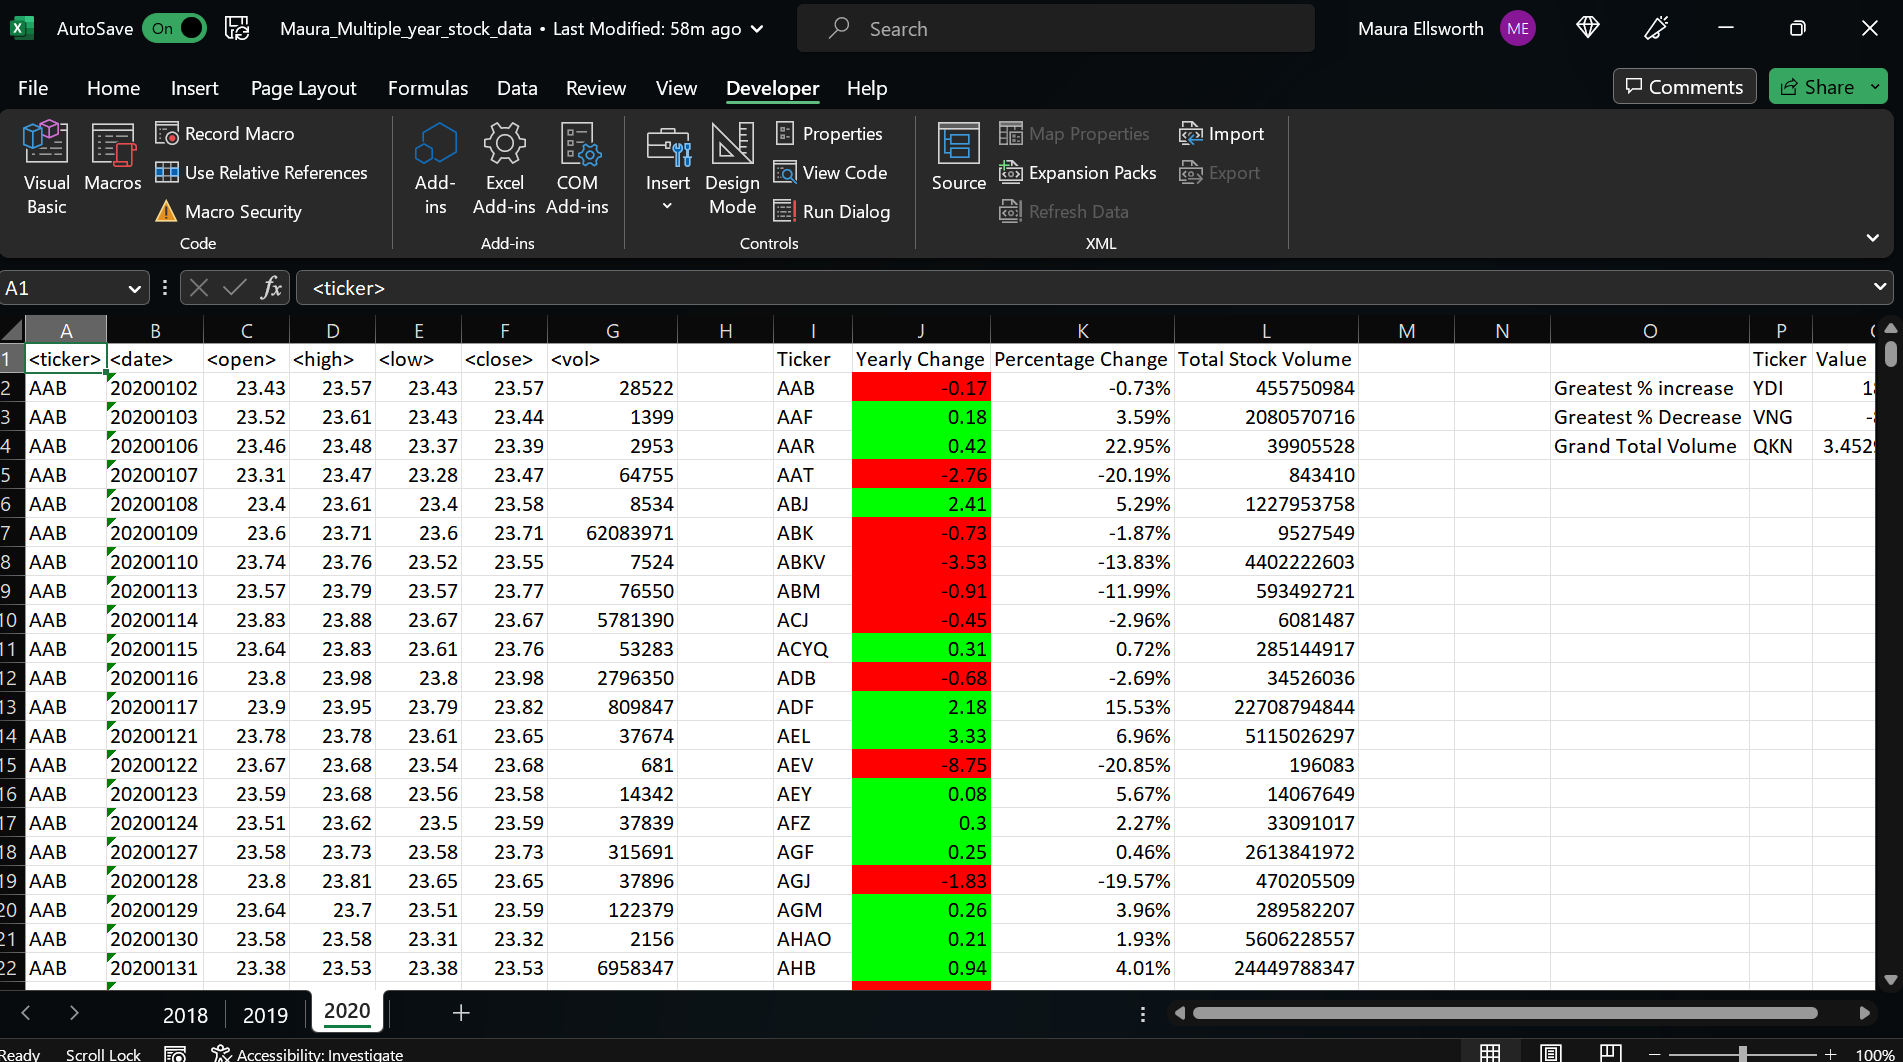 AutoSave On Maura_Multiple_year_stock_data • Last Modified: 58m ago Search Maura Ellsworth ME
File Home Insert Page Layout Formulas Data Review View Developer Help Comments Share
Visual Basic
Macros
Record Macro
Use Relative References
Macro Security
Code
Add-ins
Excel Add-ins
COM Add-ins
Add-ins
Insert
Design Mode
Properties
View Code
Run Dialog
Controls
Source
Map Properties
Expansion Packs
Refresh Data
Import
Export
XML
A1 fx <ticker>
A B C D E F G H I J K L M N O P
1 <ticker> <date> <open> <high> <low> <close> <vol> Ticker Yearly Change Percentage Change Total Stock Volume Ticker Value
2 AAB 20200102 23.43 23.57 23.43 23.57 28522 AAB -0.17 -0.73% 455750984 Greatest % increase YDI
3 AAB 20200103 23.52 23.61 23.43 23.44 1399 AAF 0.18 3.59% 2080570716 Greatest % Decrease VNG
4 AAB 20200106 23.46 23.48 23.37 23.39 2953 AAR 0.42 22.95% 39905528 Grand Total Volume QKN 3.452
5 AAB 20200107 23.31 23.47 23.28 23.47 64755 AAT -2.76 -20.19% 843410
6 AAB 20200108 23.4 23.61 23.4 23.58 8534 ABJ 2.41 5.29% 1227953758
7 AAB 20200109 23.6 23.71 23.6 23.71 62083971 ABK -0.73 -1.87% 9527549
8 AAB 20200110 23.74 23.76 23.52 23.55 7524 ABKV -3.53 -13.83% 4402222603
9 AAB 20200113 23.57 23.79 23.57 23.77 76550 ABM -0.91 -11.99% 593492721
10 AAB 20200114 23.83 23.88 23.67 23.67 5781390 ACJ -0.45 -2.96% 6081487
11 AAB 20200115 23.64 23.83 23.61 23.76 53283 ACYQ 0.31 0.72% 285144917
12 AAB 20200116 23.8 23.98 23.8 23.98 2796350 ADB -0.68 -2.69% 34526036
13 AAB 20200117 23.9 23.95 23.79 23.82 809847 ADF 2.18 15.53% 22708794844
14 AAB 20200121 23.78 23.78 23.61 23.65 37674 AEL 3.33 6.96% 5115026297
15 AAB 20200122 23.67 23.68 23.54 23.68 681 AEV -8.75 -20.85% 196083
16 AAB 20200123 23.59 23.68 23.56 23.58 14342 AEY 0.08 5.67% 14067649
17 AAB 20200124 23.51 23.62 23.5 23.59 37839 AFZ 0.3 2.27% 33091017
18 AAB 20200127 23.58 23.73 23.58 23.73 315691 AGF 0.25 0.46% 2613841972
19 AAB 20200128 23.8 23.81 23.65 23.65 37896 AGJ -1.83 -19.57% 470205509
20 AAB 20200129 23.64 23.7 23.51 23.59 122379 AGM 0.26 3.96% 289582207
21 AAB 20200130 23.58 23.58 23.31 23.32 2156 AHAO 0.21 1.93% 5606228557
22 AAB 20200131 23.38 23.53 23.38 23.53 6958347 AHB 0.94 4.01% 24449788347
2018 2019 2020
Ready Scroll Lock Accessibility: Investigate 100%